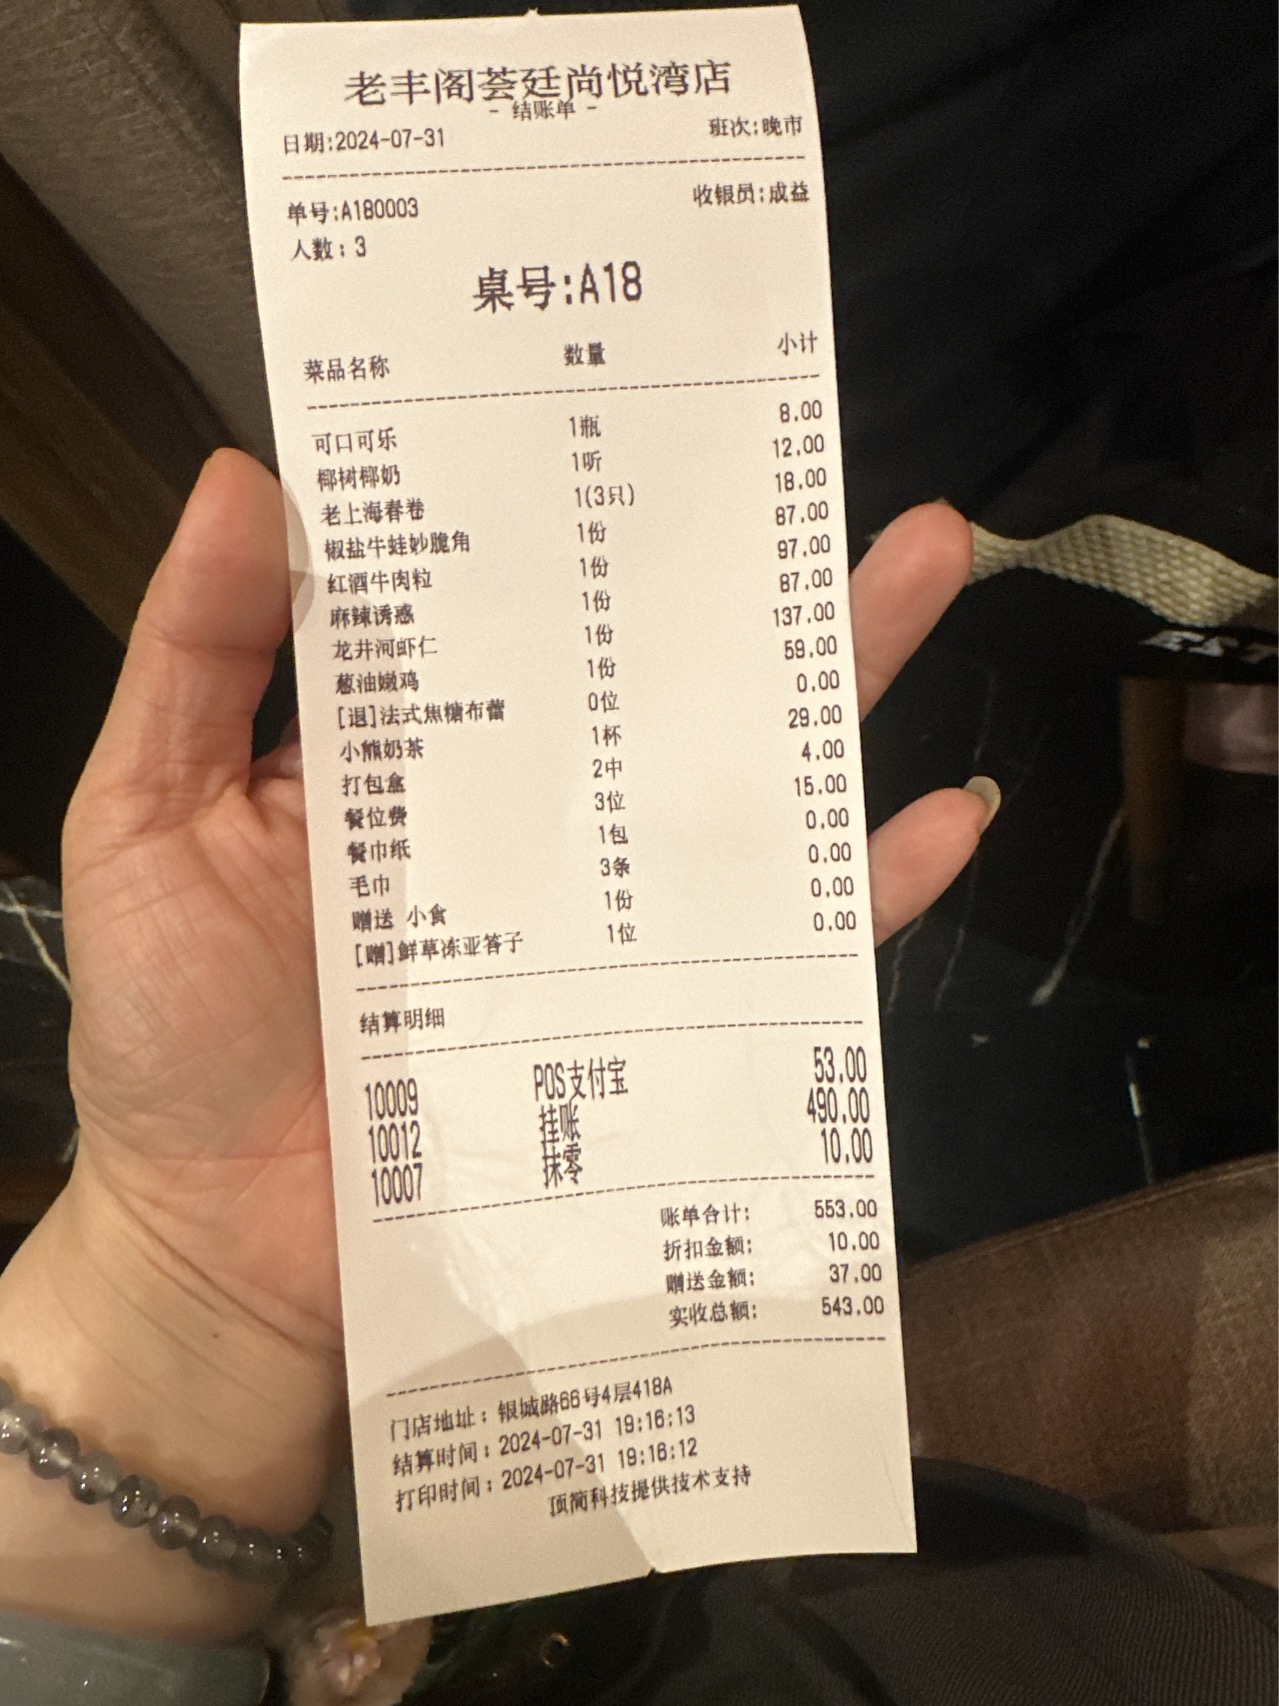 老丰阁荟廷尚悦湾店
- 结账单 -
日期:2024-07-31 班次:晚市
单号:A180003 收银员:成益
人数: 3
桌号:A18
菜品名称 数量 小计
可口可乐 1瓶 8.00
椰树椰奶 1听 12.00
老上海春卷 1(3只) 18.00
椒盐牛蛙妙脆角 1份 87.00
红酒牛肉粒 1份 97.00
麻辣诱惑 1份 87.00
龙井河虾仁 1份 137.00
葱油嫩鸡 1份 59.00
[退]法式焦糖布蕾 0位 0.00
小熊奶茶 1杯 29.00
打包盒 2中 4.00
餐位费 3位 15.00
餐巾纸 1包 0.00
毛巾 3条 0.00
赠送 小食 1份 0.00
[赠]鲜草冻亚答子 1位 0.00
结算明细
10009 POS支付宝 53.00
10012 挂账 490.00
10007 抹零 10.00
账单合计: 553.00
折扣金额: 10.00
赠送金额: 37.00
实收总额: 543.00
门店地址: 银城路66号4层418A
结算时间: 2024-07-31 19:16:13
打印时间: 2024-07-31 19:16:12
顶简科技提供技术支持